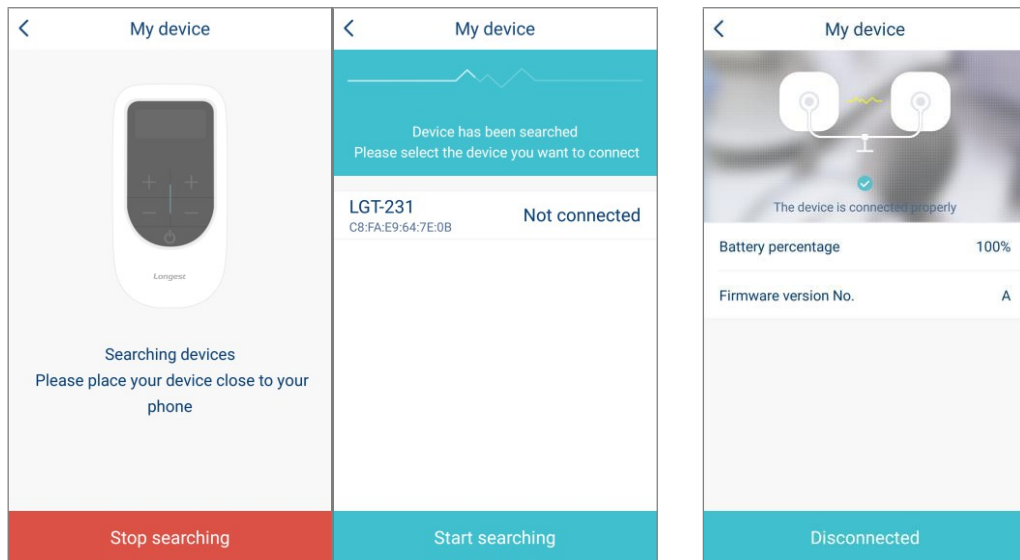 My device
Longest
Searching devices
Please place your device close to your
phone
Stop searching
My device
Device has been searched
Please select the device you want to connect
LGT-231
Not connected
C8:FA:E9:64:7E:0B
Start searching
My device
The device is connected properly
Battery percentage 100%
Firmware version No. A
Disconnected